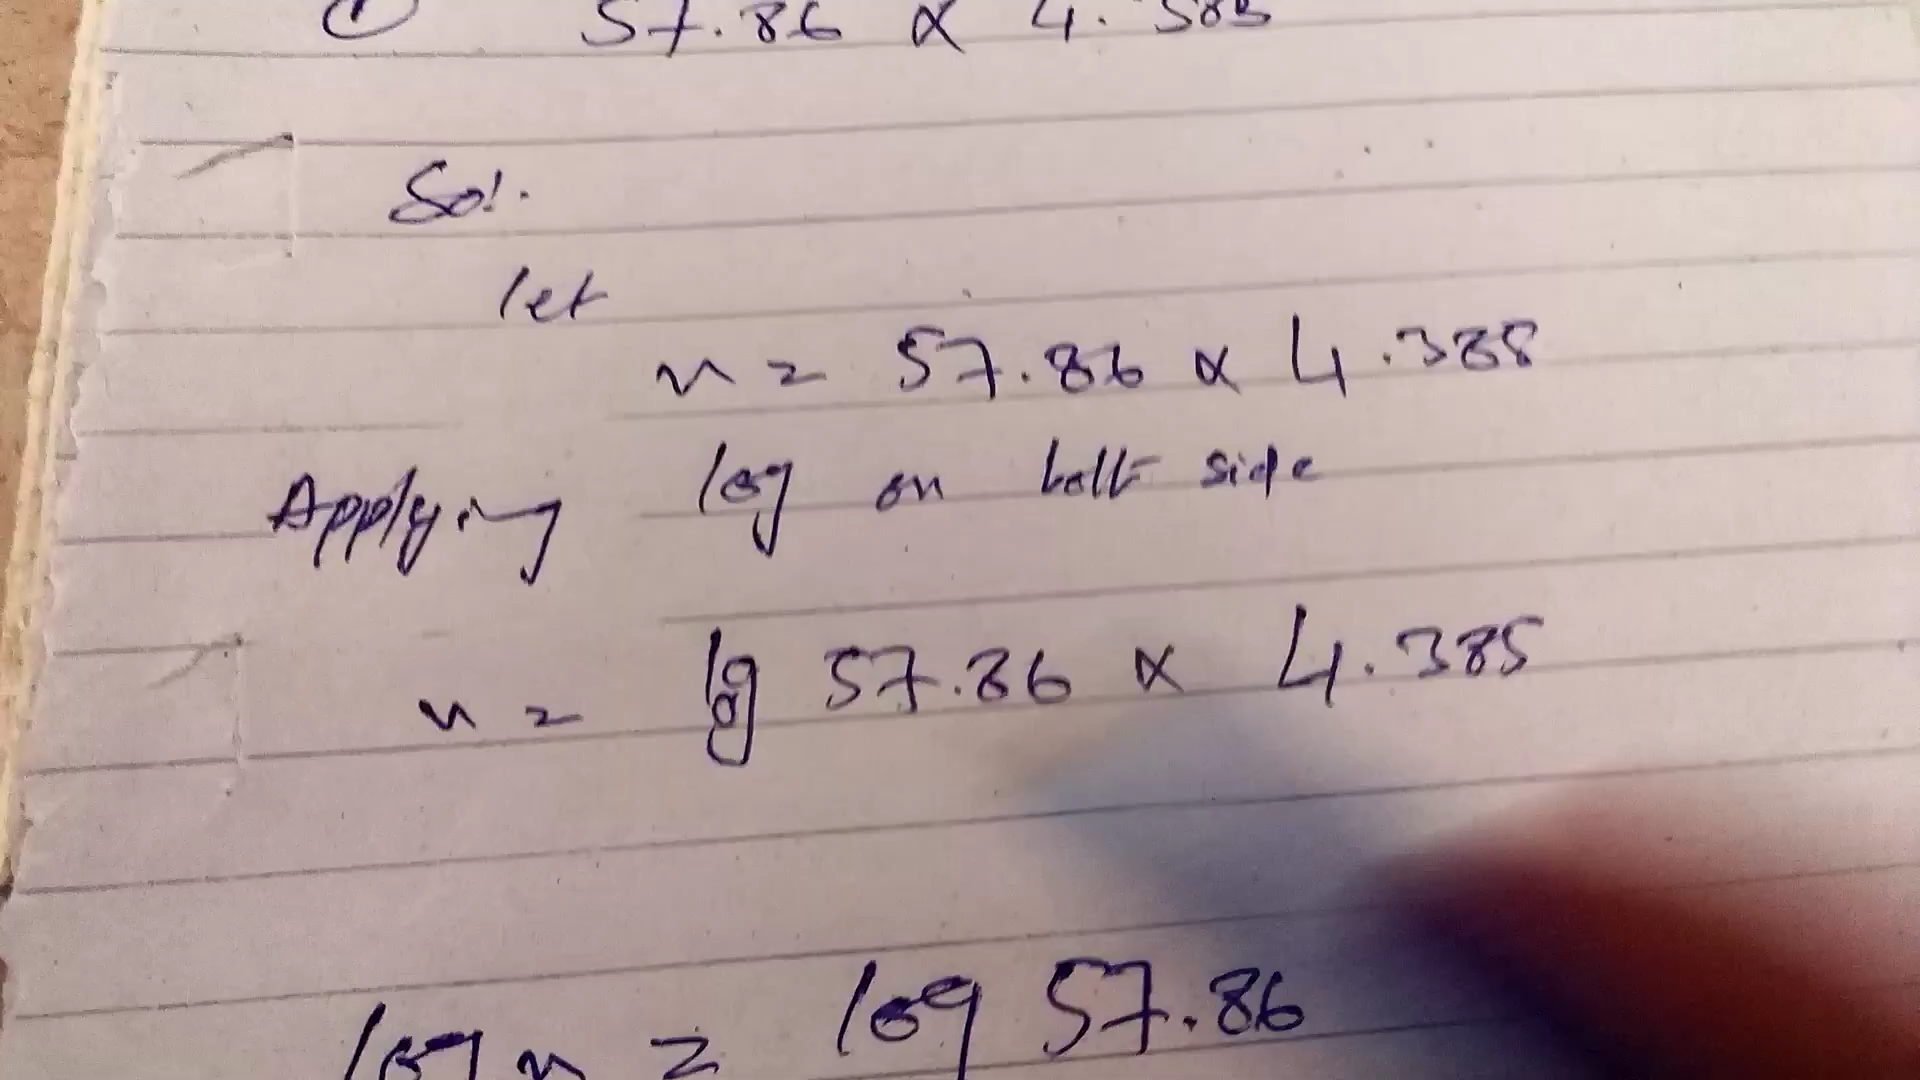 ① 57.86 × 4.385
Sol.
let
x = 57.86 × 4.388
Applying log on both side
x = log 57.86 × 4.385
log x = log 57.86